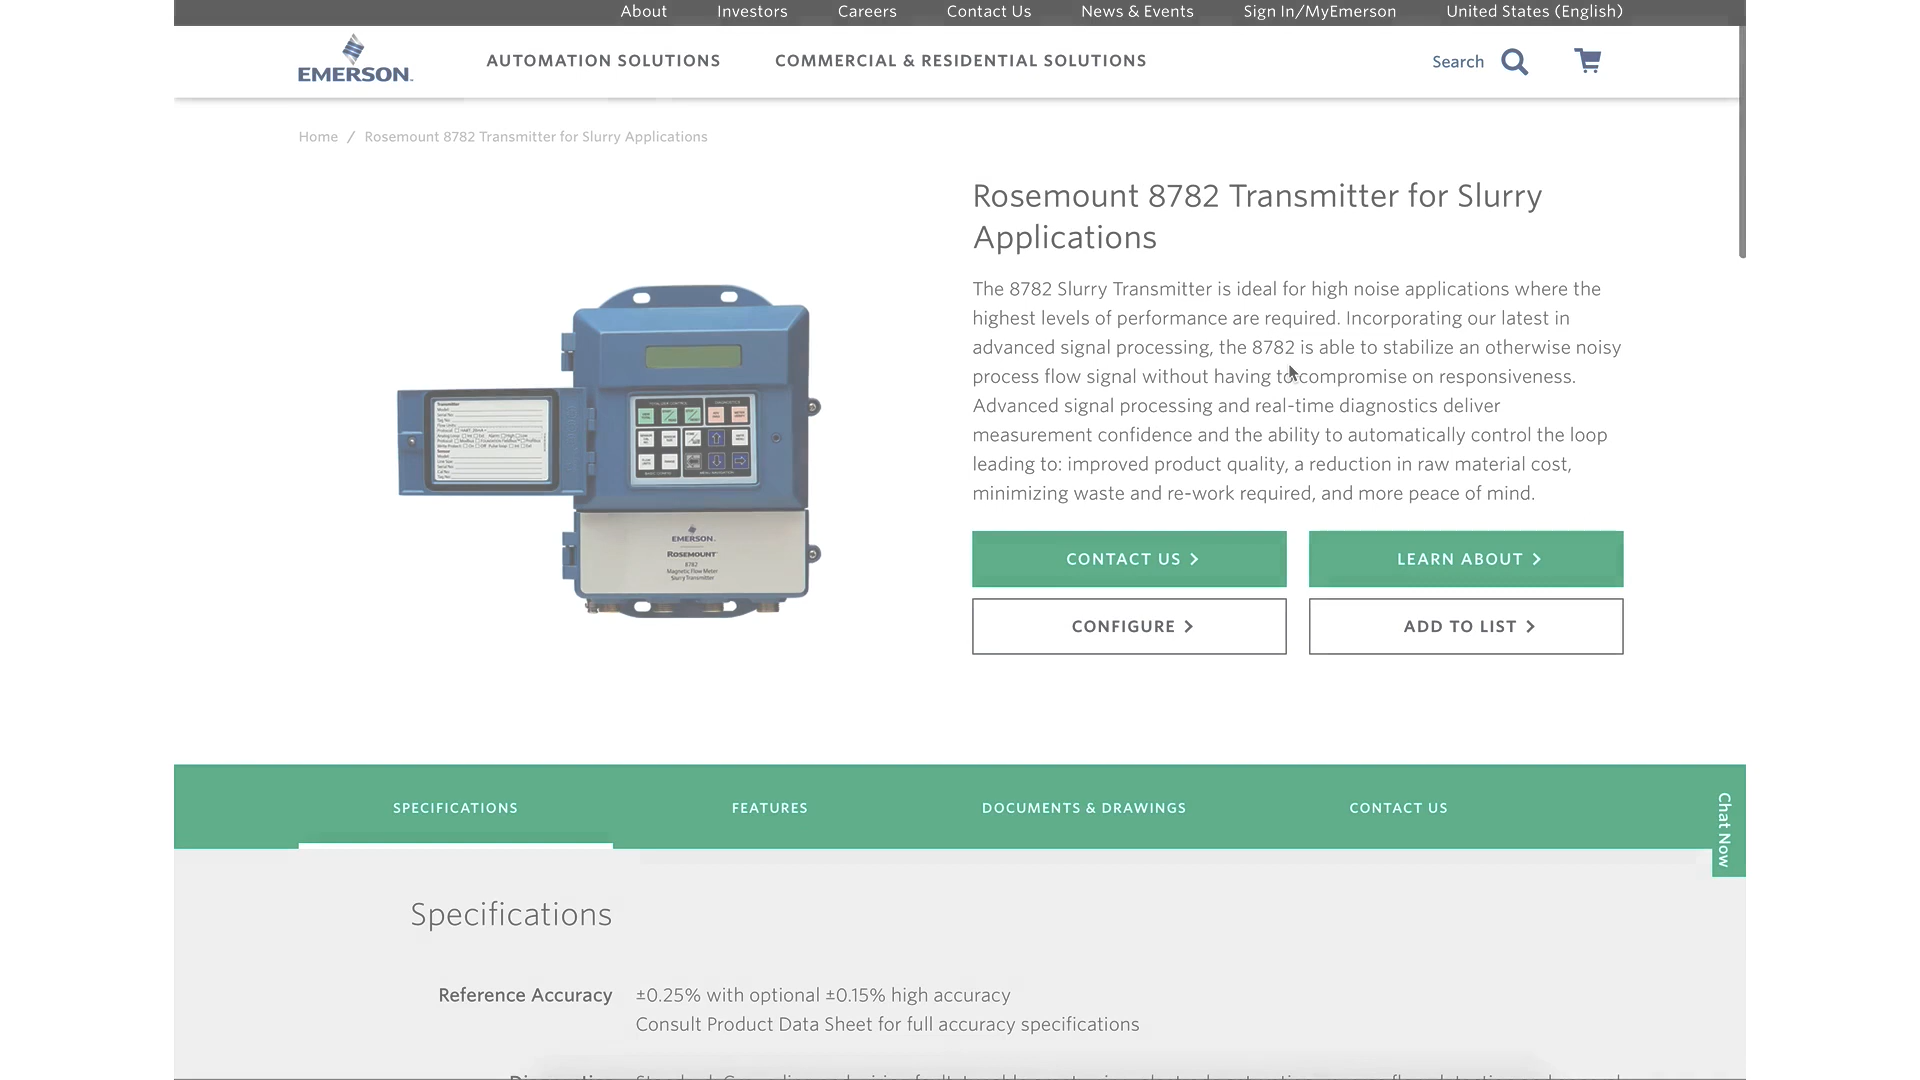 About Investors Careers Contact Us News & Events Sign In/MyEmerson United States (English)
EMERSON
AUTOMATION SOLUTIONS COMMERCIAL & RESIDENTIAL SOLUTIONS Search
Home / Rosemount 8782 Transmitter for Slurry Applications
Rosemount 8782 Transmitter for Slurry
Applications
The 8782 Slurry Transmitter is ideal for high noise applications where the
highest levels of performance are required. Incorporating our latest in
advanced signal processing, the 8782 is able to stabilize an otherwise noisy
process flow signal without having to compromise on responsiveness.
Advanced signal processing and real-time diagnostics deliver
measurement confidence and the ability to automatically control the loop
leading to: improved product quality, a reduction in raw material cost,
minimizing waste and re-work required, and more peace of mind.
CONTACT US LEARN ABOUT
CONFIGURE ADD TO LIST
EMERSON
ROSEMOUNT
8782
Magnetic Flow Meter
Slurry Transmitter
SPECIFICATIONS FEATURES DOCUMENTS & DRAWINGS CONTACT US
Chat Now
Specifications
Reference Accuracy ±0.25% with optional ±0.15% high accuracy
Consult Product Data Sheet for full accuracy specifications